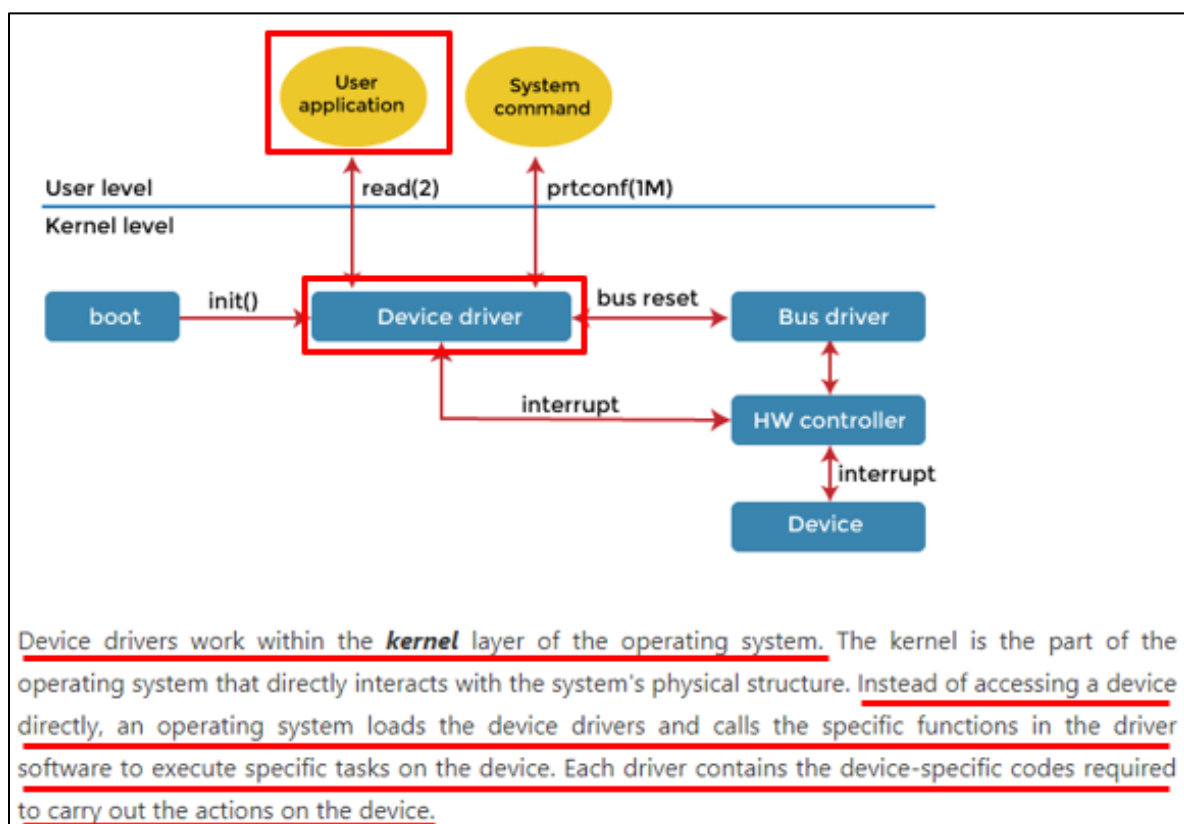 User
application
System
command
User level
read(2)
prtconf(1M)
Kernel level
boot
init()
Device driver
bus reset
Bus driver
interrupt
HW controller
interrupt
Device
Device drivers work within the kernel layer of the operating system. The kernel is the part of the
operating system that directly interacts with the system's physical structure. Instead of accessing a device
directly, an operating system loads the device drivers and calls the specific functions in the driver
software to execute specific tasks on the device. Each driver contains the device-specific codes required
to carry out the actions on the device.